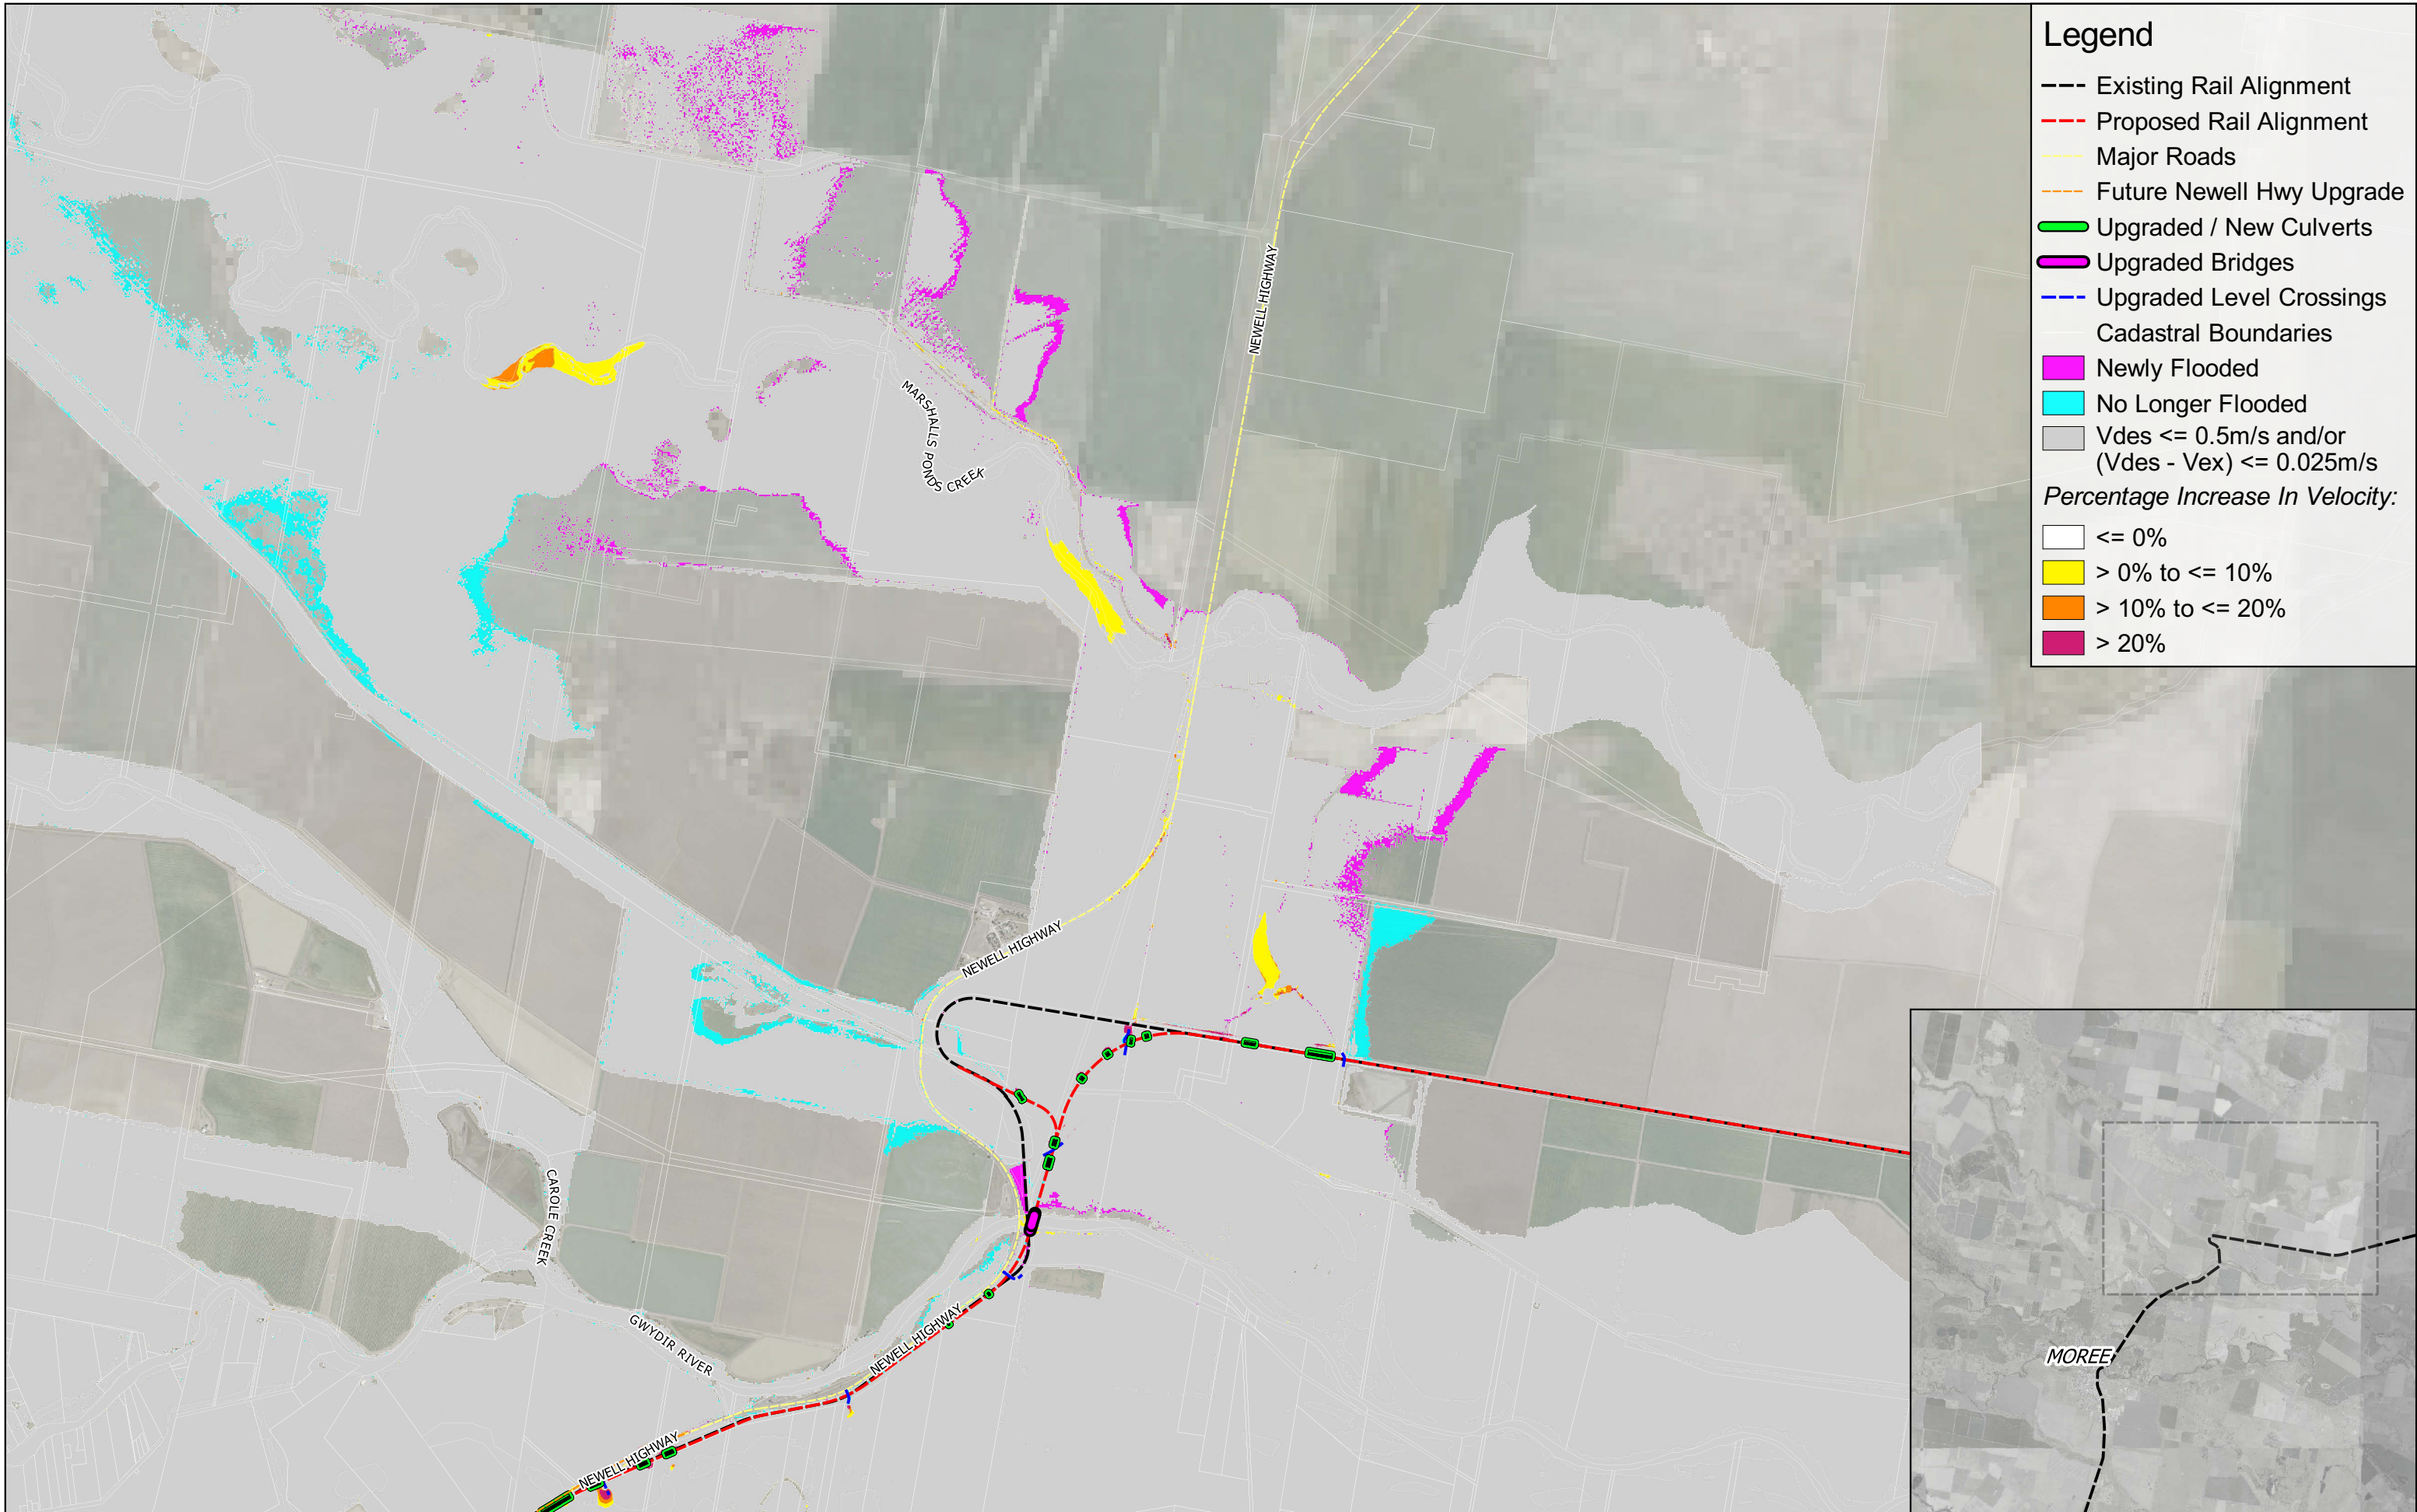 Legend
Existing Rail Alignment
Proposed Rail Alignment
Major Roads
Future Newell Hwy Upgrade
Upgraded / New Culverts
Upgraded Bridges
Upgraded Level Crossings
Cadastral Boundaries
Newly Flooded
No Longer Flooded
Vdes <= 0.5m/s and/or
(Vdes - Vex) <= 0.025m/s
Percentage Increase In Velocity:
<= 0%
> 0% to <= 10%
> 10% to <= 20%
> 20%
NEWELL HIGHWAY
MARSHALLS PONDS CREEK
NEWELL HIGHWAY
CAROLE CREEK
GWYDIR RIVER
NEWELL HIGHWAY
NEWELL HIGHWAY
MOREE